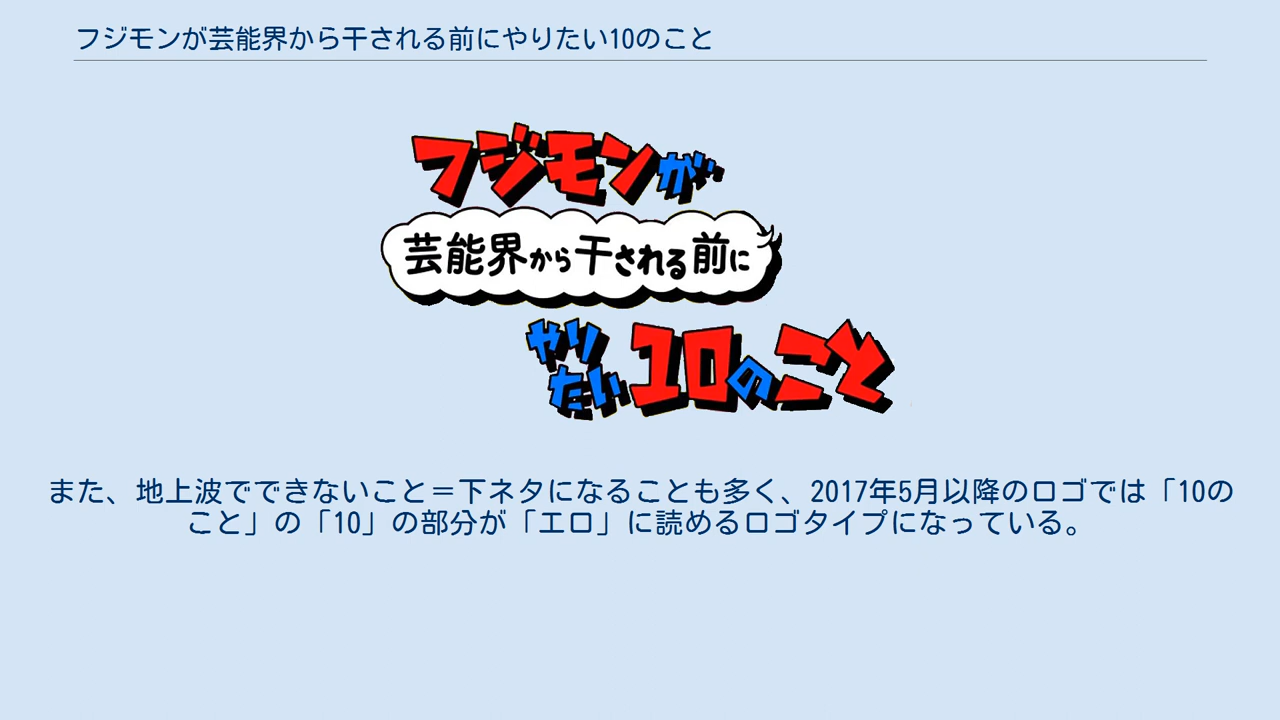 フジモンが芸能界から干される前にやりたい10のこと
フジモンが
芸能界から干される前に
やり
たい
10のこと
また、地上波でできないこと＝下ネタになることも多く、2017年5月以降のロゴでは「10の
こと」の「10」の部分が「エロ」に読めるロゴタイプになっている。